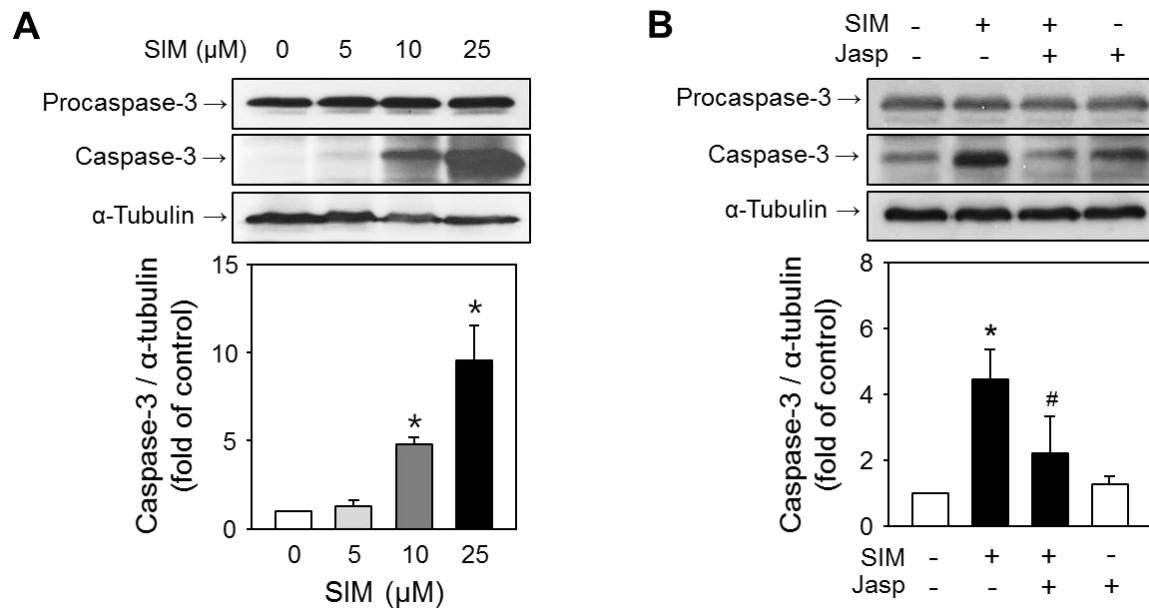 A
SIM (µM) 0 5 10 25
Procaspase-3 →
Caspase-3 →
α-Tubulin →
Caspase-3 / α-tubulin
(fold of control)
15
10
5
0
*
*
0 5 10 25
SIM (µM)
B
SIM - + + -
Jasp - - + +
Procaspase-3 →
Caspase-3 →
α-Tubulin →
Caspase-3 / α-tubulin
(fold of control)
8
6
4
2
0
*
#
SIM - + + -
Jasp - - + +